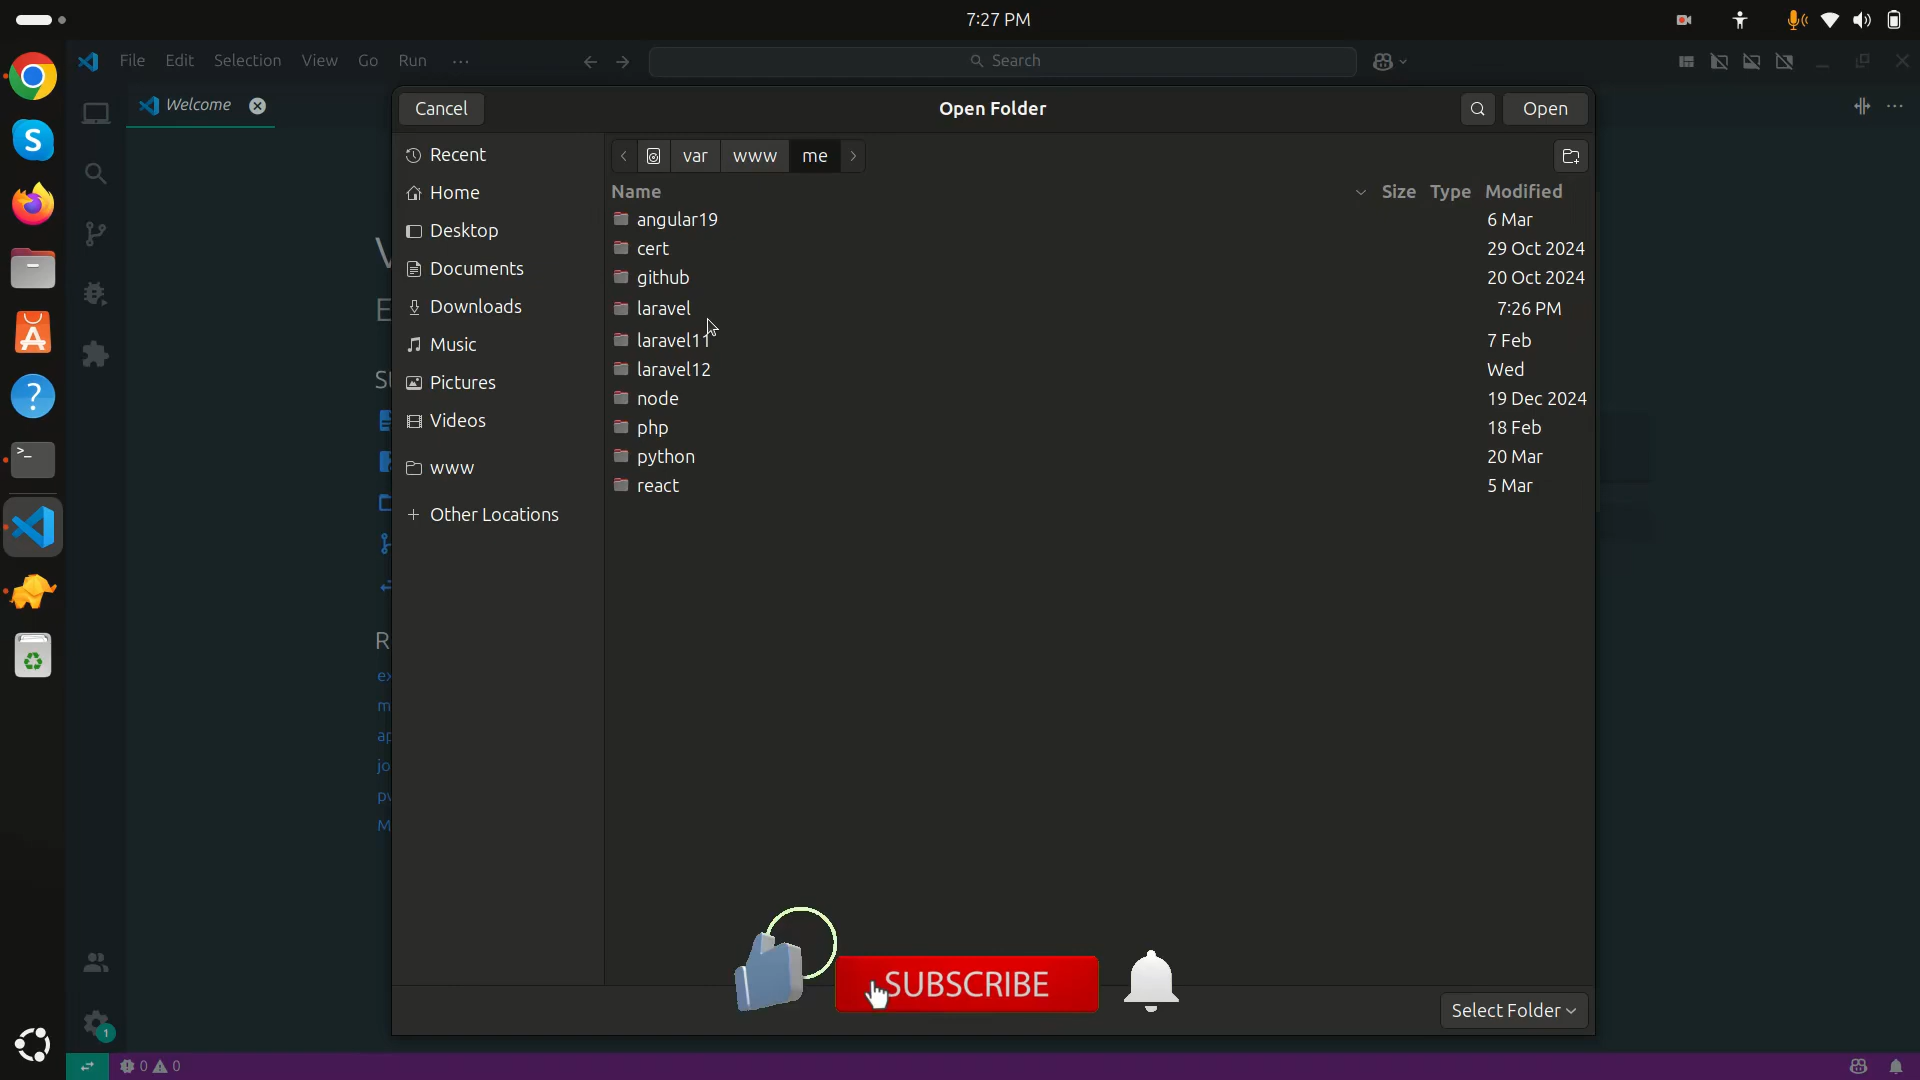 7:27 PM
File Edit Selection View Go Run ···
Search
Welcome
Cancel
Open Folder
Open
Recent
Home
Desktop
Documents
Downloads
Music
Pictures
Videos
www
Other Locations
var www me
Name Size Type Modified
angular19 6 Mar
cert 29 Oct 2024
github 20 Oct 2024
laravel 7:26 PM
laravel11 7 Feb
laravel12 Wed
node 19 Dec 2024
php 18 Feb
python 20 Mar
react 5 Mar
SUBSCRIBE
Select Folder
1
0 0